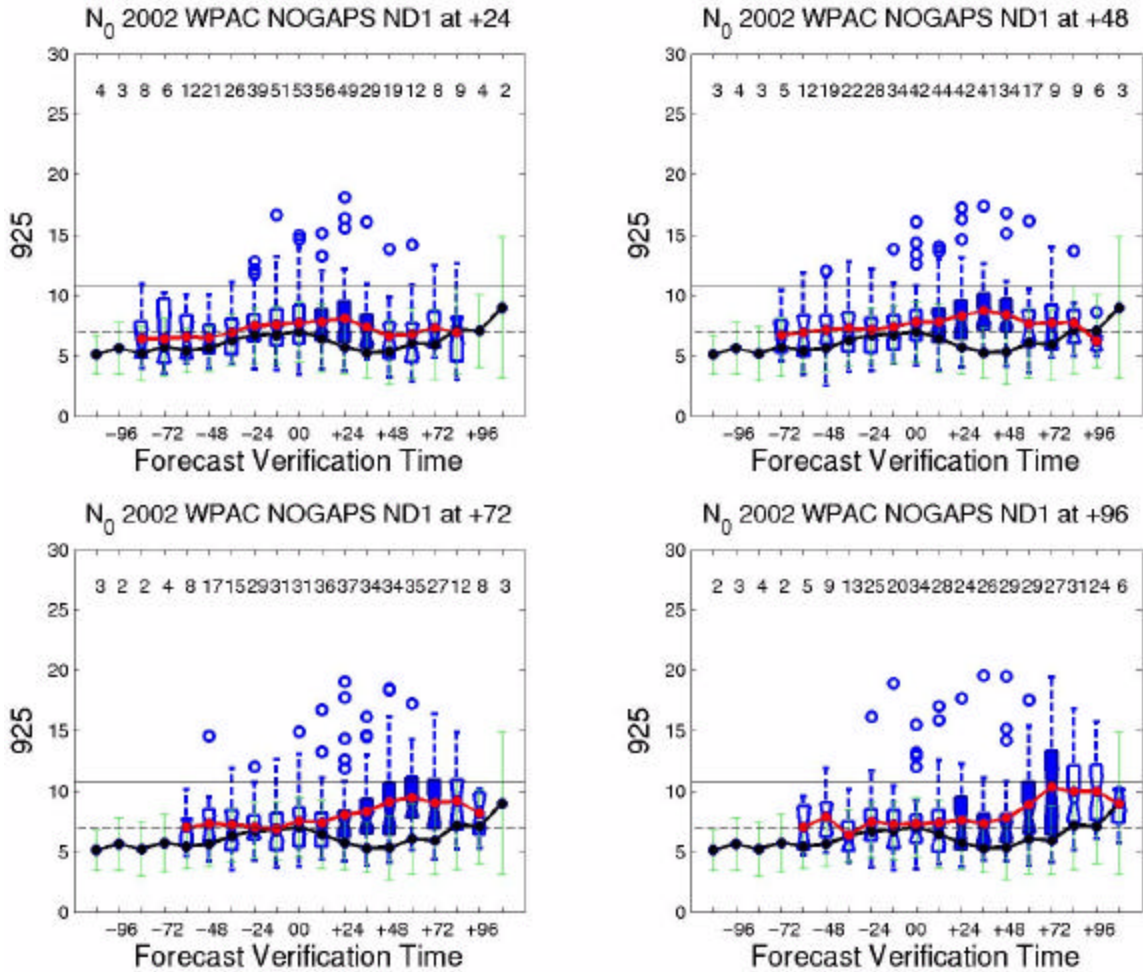 N0 2002 WPAC NOGAPS ND1 at +24
30
4 3 8 6 12 21 26 39 51 53 56 49 29 19 12 8 9 4 2
25
20
15
10
5
0
925
−96 −72 −48 −24 00 +24 +48 +72 +96
Forecast Verification Time
N0 2002 WPAC NOGAPS ND1 at +48
30
3 4 3 5 12 19 22 28 34 42 44 42 41 34 17 9 9 6 3
25
20
15
10
5
0
925
−96 −72 −48 −24 00 +24 +48 +72 +96
Forecast Verification Time
N0 2002 WPAC NOGAPS ND1 at +72
30
3 2 2 4 8 17 15 29 31 31 36 37 34 34 35 27 12 8 3
25
20
15
10
5
0
925
−96 −72 −48 −24 00 +24 +48 +72 +96
Forecast Verification Time
N0 2002 WPAC NOGAPS ND1 at +96
30
2 3 4 2 5 9 13 25 20 34 28 24 26 29 29 27 31 24 6
25
20
15
10
5
0
925
−96 −72 −48 −24 00 +24 +48 +72 +96
Forecast Verification Time